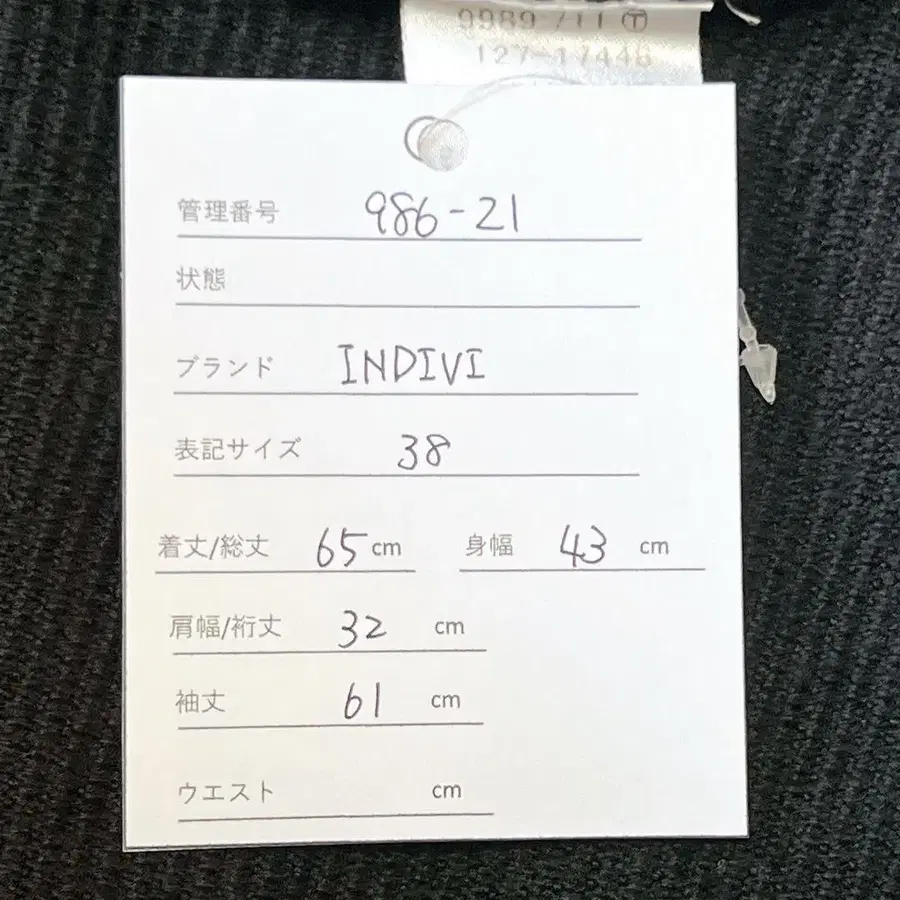 9989 711 Ⓣ
127-17448
管理番号 986-21
状態
ブランド INDIVI
表記サイズ 38
着丈/総丈 65 cm 身幅 43 cm
肩幅/裄丈 32 cm
袖丈 61 cm
ウエスト cm